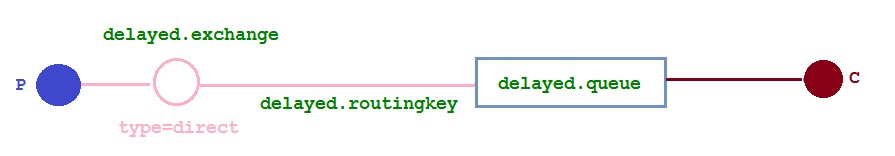 delayed.exchange
P
delayed.queue
C
delayed.routingkey
type=direct